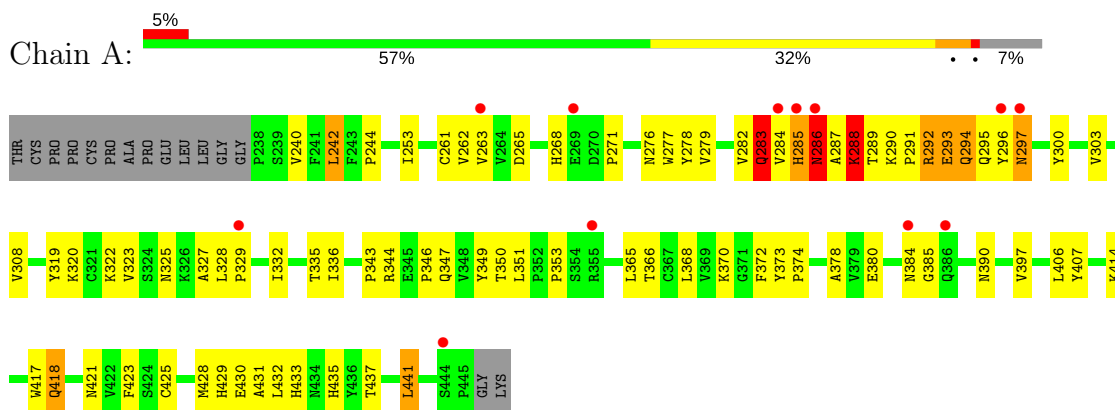 5%
Chain A:
57% 32% • • 7%
THR CYS PRO PRO CYS PRO ALA PRO GLU LEU LEU GLY GLY P238 S239 V240 F241 L242 F243 P244 I253 C261 V262 V263 V264 D265 H268 E269 D270 P271 N276 W277 Y278 V279 V282 Q283 V284 H285 N286 A287 K288 T289 K290 P291 R292 E293 Q294 Q295 Y296 N297 Y300 V303
V308 Y319 K320 C321 K322 V323 S324 N325 K326 A327 L328 P329 I332 T335 I336 P343 R344 E345 P346 Q347 V348 Y349 T350 L351 P352 P353 S354 R355 L365 T366 C367 L368 V369 K370 G371 F372 Y373 P374 A378 V379 E380 N384 G385 Q386 N390 V397 L406 Y407 K414
W417 Q418 N421 V422 F423 S424 C425 M428 H429 E430 A431 L432 H433 N434 H435 Y436 T437 L441 S444 P445 GLY LYS